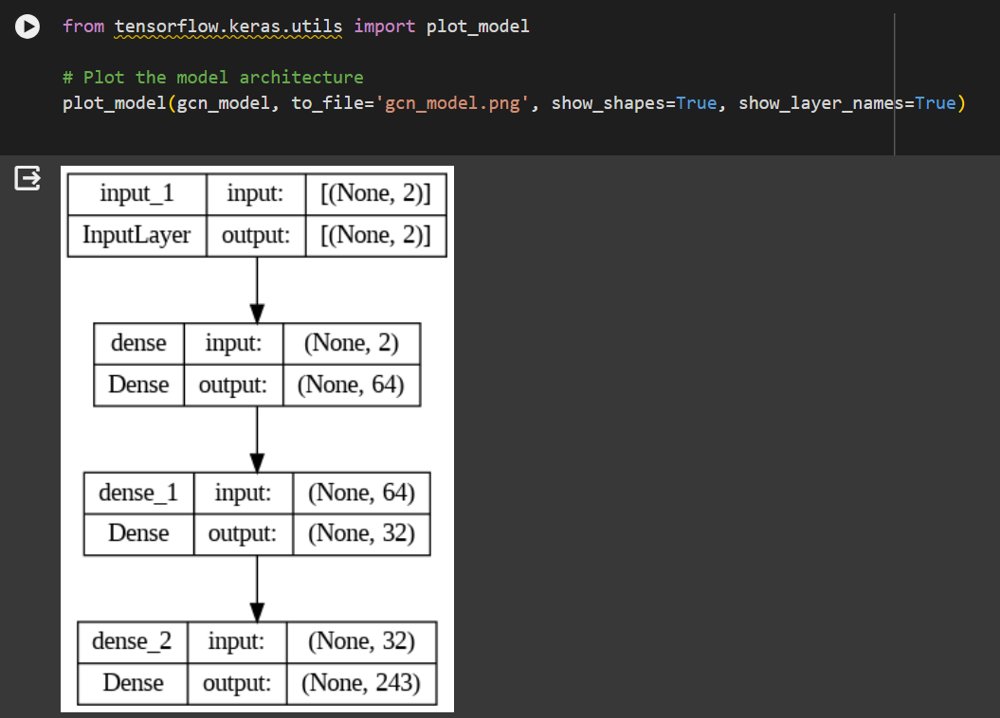 from tensorflow.keras.utils import plot_model
# Plot the model architecture
plot_model(gcn_model, to_file='gcn_model.png', show_shapes=True, show_layer_names=True)
input_1 input: [(None, 2)]
InputLayer output: [(None, 2)]
dense input: (None, 2)
Dense output: (None, 64)
dense_1 input: (None, 64)
Dense output: (None, 32)
dense_2 input: (None, 32)
Dense output: (None, 243)